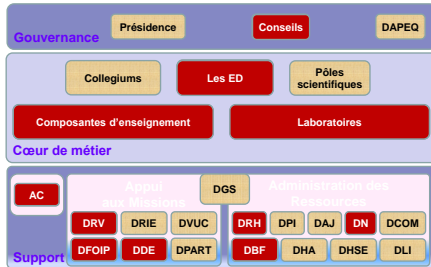 Présidence
Conseils
DAPEQ
Gouvernance
Collegiums
Les ED
Pôles
scientifiques
Composantes d'enseignement
Laboratoires
Cœur de métier
AC
Appui
aux Missions
DGS
Administration des
Ressources
DRV
DRIE
DVUC
DRH
DPI
DAJ
DN
DCOM
DFOIP
DDE
DPART
DBF
DHA
DHSE
DLI
Support